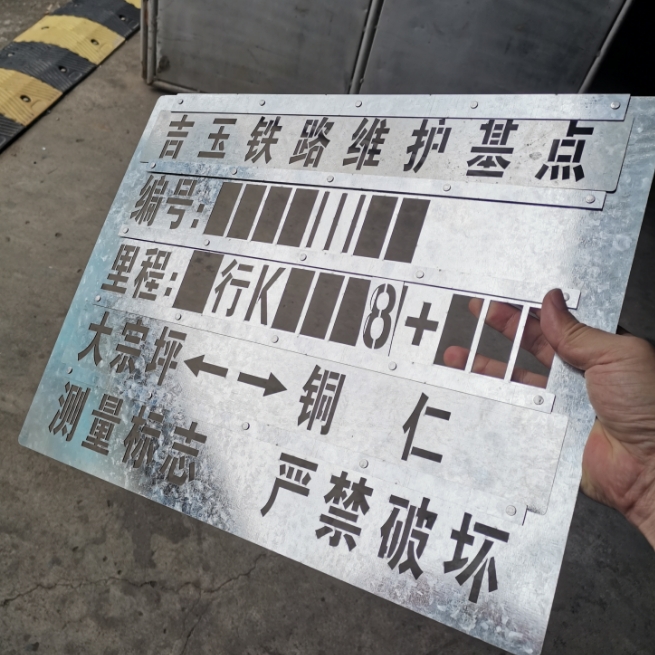 吉玉铁路维护基点
编号:
里程: 行K 8+
大宗坪←→铜仁
测量标志 严禁破坏